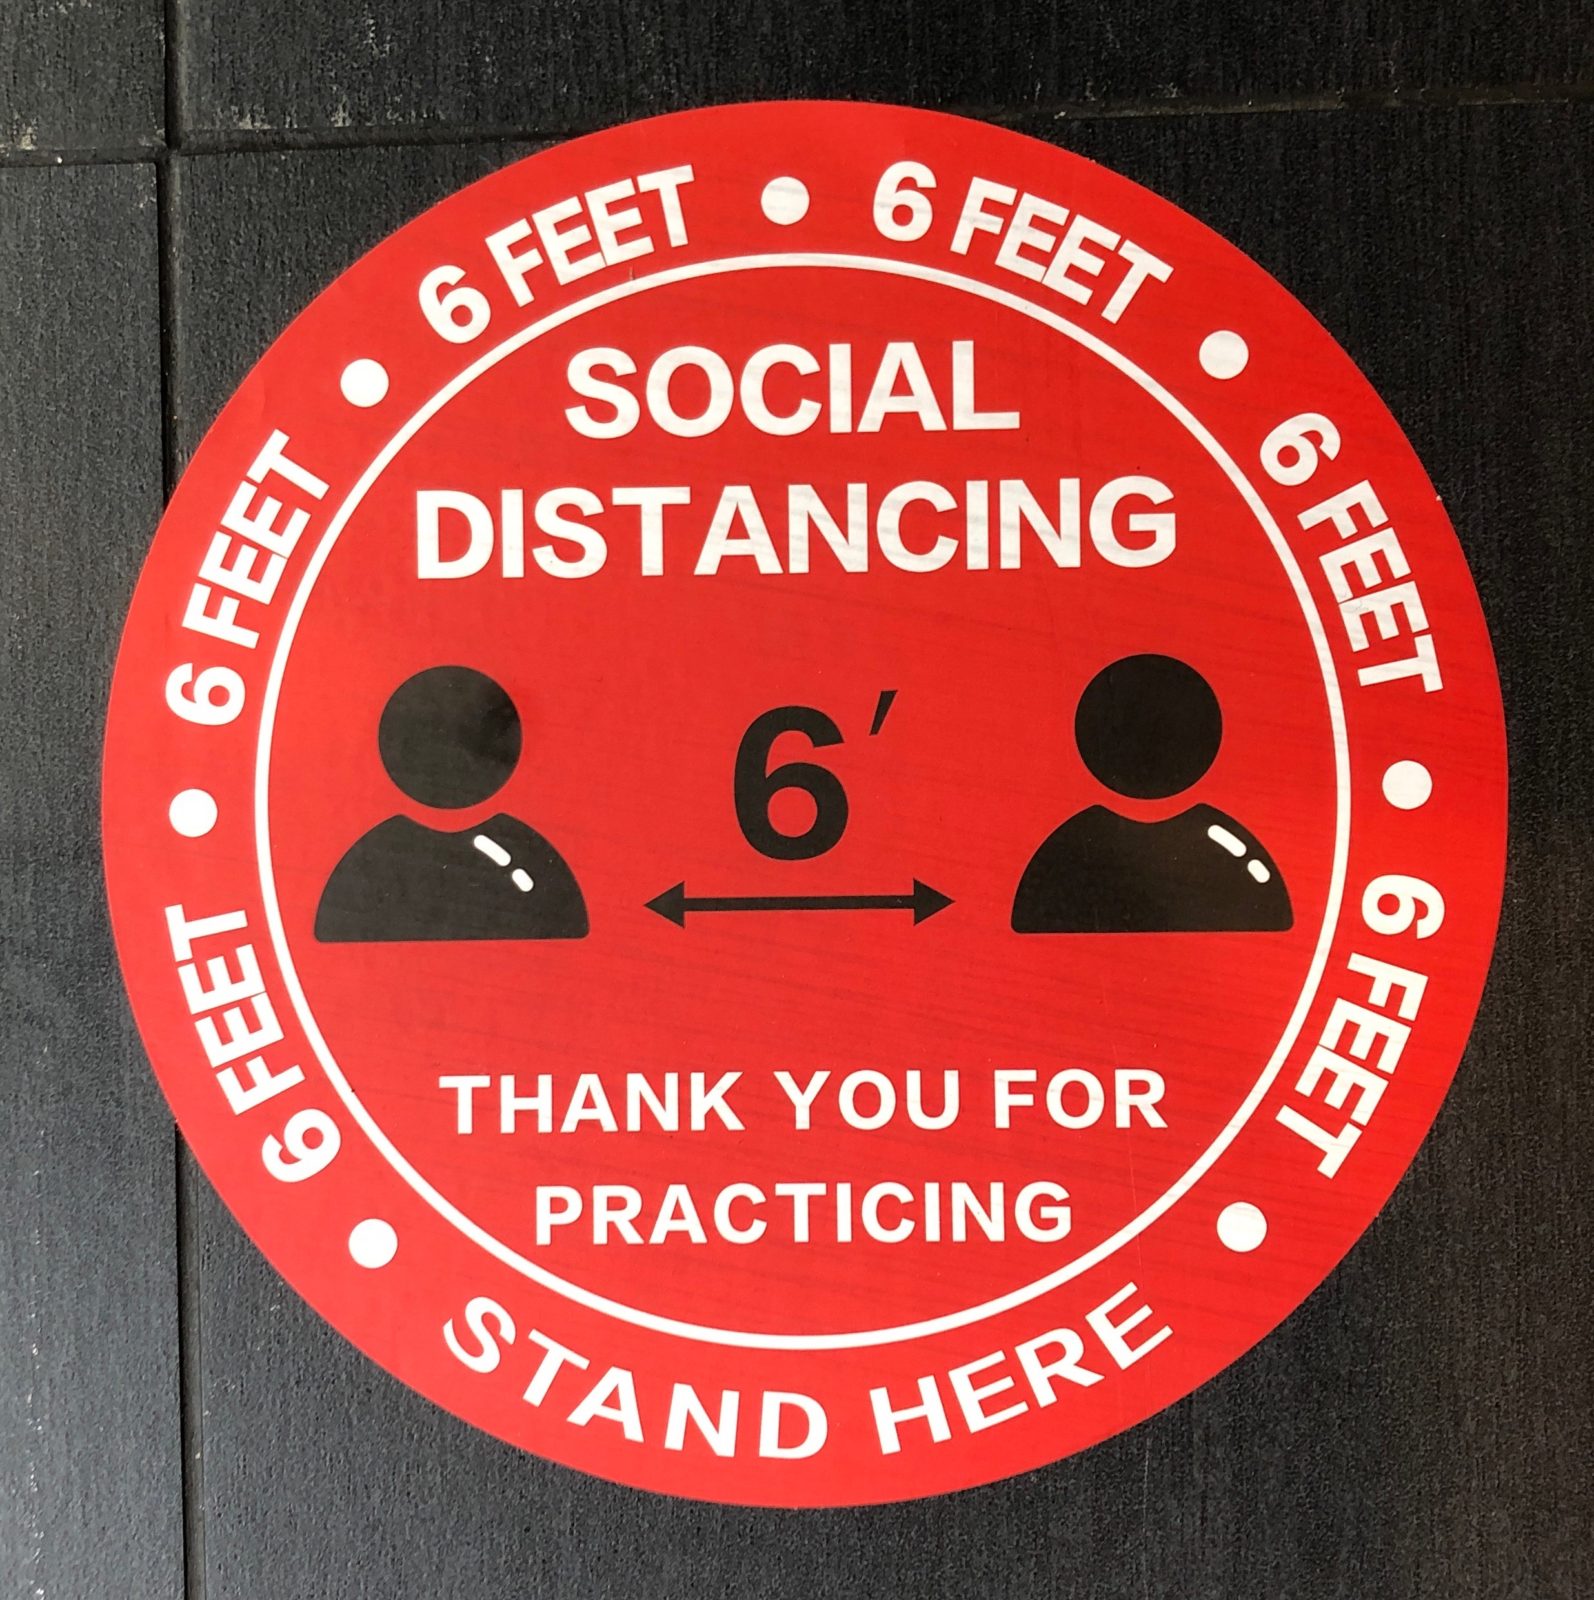 6 FEET • 6 FEET • 6 FEET • 6 FEET • 6 FEET • 6 FEET •
SOCIAL
DISTANCING
6′
THANK YOU FOR
PRACTICING
STAND HERE